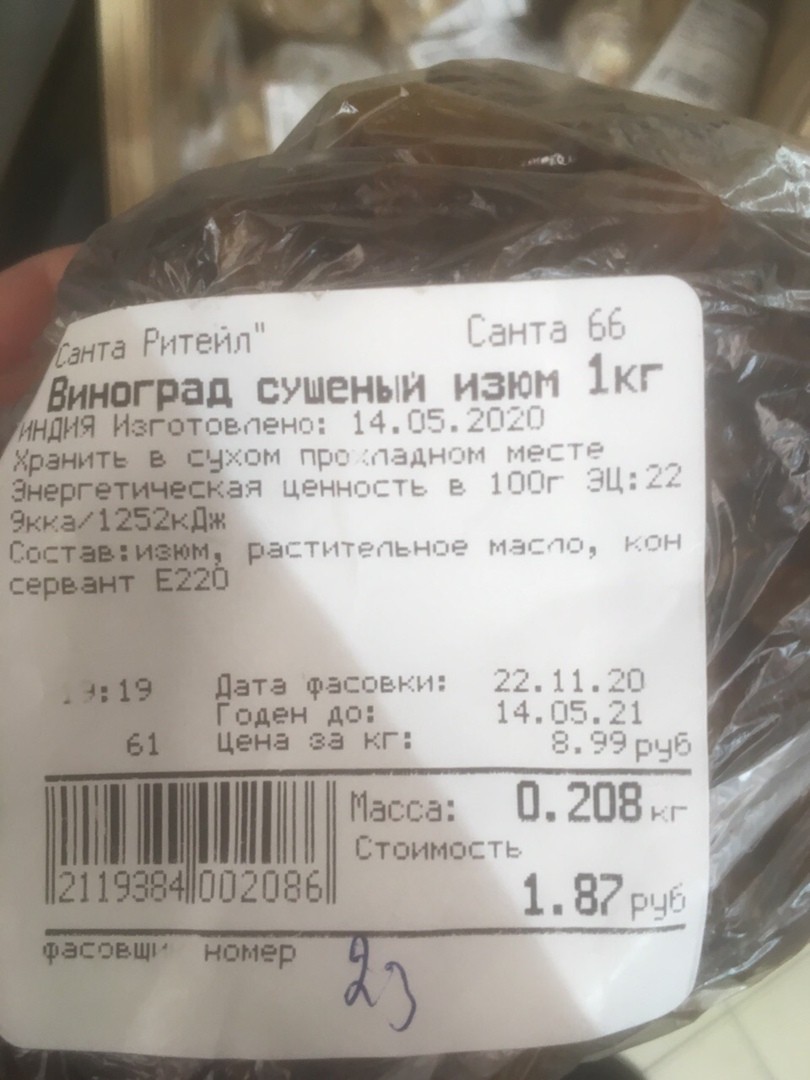 Санта Ритейл" Санта 66
Виноград сушеный изюм 1кг
ИНДИЯ Изготовлено: 14.05.2020
Хранить в сухом прохладном месте
Энергетическая ценность в 100г ЭЦ:22
9кка/1252кДж
Состав:изюм, растительное масло, кон
сервант Е220
19:19 Дата фасовки: 22.11.20
Годен до: 14.05.21
61 Цена за кг: 8.99 руб
Масса: 0.208 кг
Стоимость
1.87 руб
2119384 002086
фасовщи номер 23